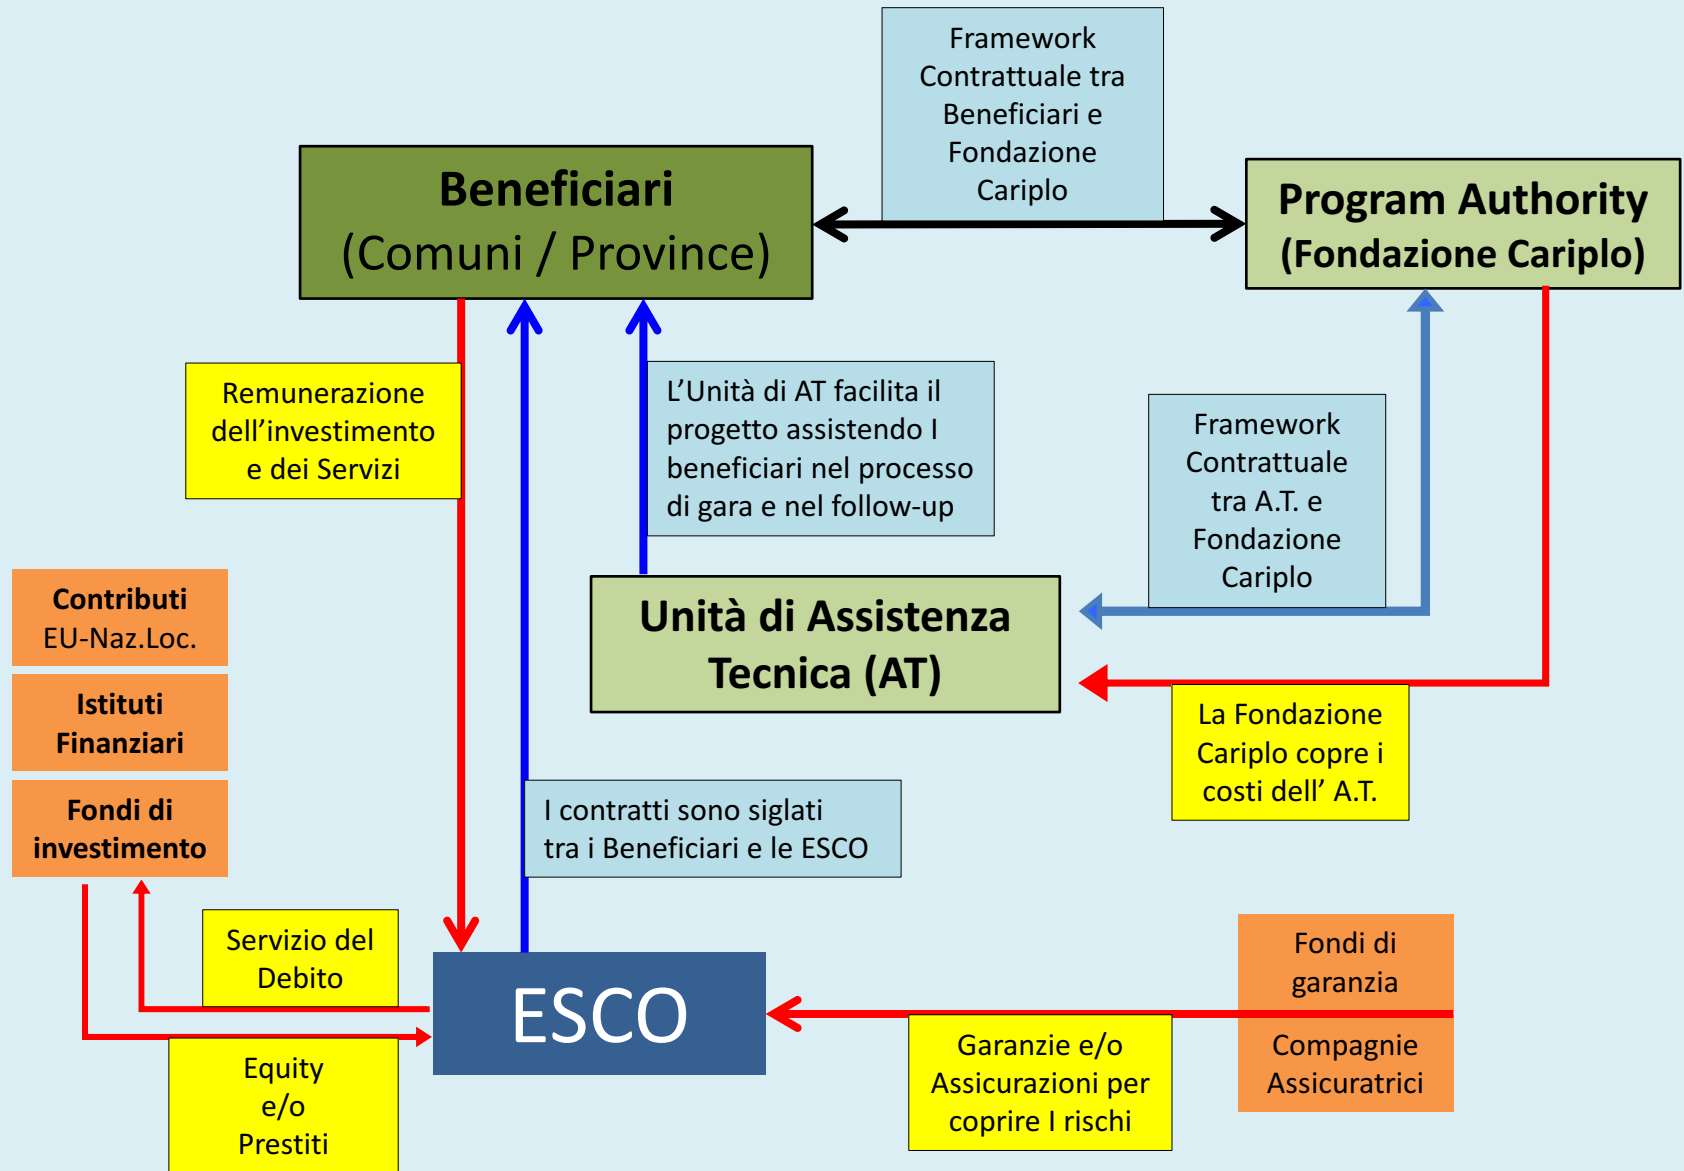 Framework
Contrattuale tra
Beneficiari e
Fondazione
Cariplo
Beneficiari
(Comuni / Province)
Program Authority
(Fondazione Cariplo)
Remunerazione
dell’investimento
e dei Servizi
L’Unità di AT facilita il
progetto assistendo I
beneficiari nel processo
di gara e nel follow-up
Framework
Contrattuale
tra A.T. e
Fondazione
Cariplo
Contributi
EU-Naz.Loc.
Istituti
Finanziari
Fondi di
investimento
Unità di Assistenza
Tecnica (AT)
La Fondazione
Cariplo copre i
costi dell’ A.T.
I contratti sono siglati
tra i Beneficiari e le ESCO
Servizio del
Debito
ESCO
Fondi di
garanzia
Equity
e/o
Prestiti
Garanzie e/o
Assicurazioni per
coprire I rischi
Compagnie
Assicuratrici